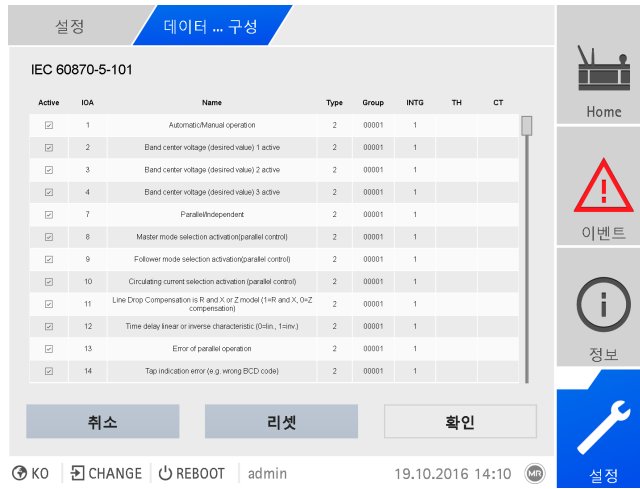 설정 데이터 ... 구성
IEC 60870-5-101
Active IOA Name Type Group INTG TH CT
1 Automatic/Manual operation 2 00001 1
2 Band center voltage (desired value) 1 active 2 00001 1
3 Band center voltage (desired value) 2 active 2 00001 1
4 Band center voltage (desired value) 3 active 2 00001 1
7 Parallel/Independent 2 00001 1
8 Master mode selection activation(parallel control) 2 00001 1
9 Follower mode selection activation(parallel control) 2 00001 1
10 Circulating current selection activation (parallel control) 2 00001 1
11 Line Drop Compensation is R and X or Z model (1=R and X, 0=Z compensation) 2 00001 1
12 Time delay linear or inverse characteristic (0=lin., 1=inv.) 2 00001 1
13 Error of parallel operation 2 00001 1
14 Tap indication error (e.g. wrong BCD code) 2 00001 1
취소 리셋 확인
KO CHANGE REBOOT admin 19.10.2016 14:10 MR
Home
이벤트
정보
설정